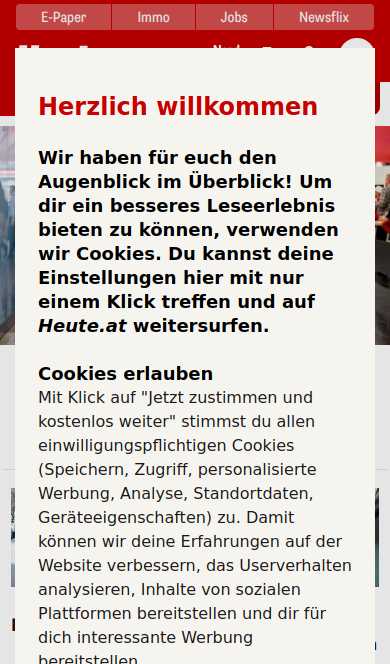 E-Paper
Immo
Jobs
Newsflix
Herzlich willkommen
Wir haben für euch den
Augenblick im Überblick! Um
dir ein besseres Leseerlebnis
bieten zu können, verwenden
wir Cookies. Du kannst deine
Einstellungen hier mit nur
einem Klick treffen und auf
Heute.at weitersurfen.
Cookies erlauben
Mit Klick auf "Jetzt zustimmen und
kostenlos weiter" stimmst du allen
einwilligungspflichtigen Cookies
(Speichern, Zugriff, personalisierte
Werbung, Analyse, Standortdaten,
Geräteeigenschaften) zu. Damit
können wir deine Erfahrungen auf der
Website verbessern, das Userverhalten
analysieren, Inhalte von sozialen
Plattformen bereitstellen und dir für
dich interessante Werbung
bereitstellen